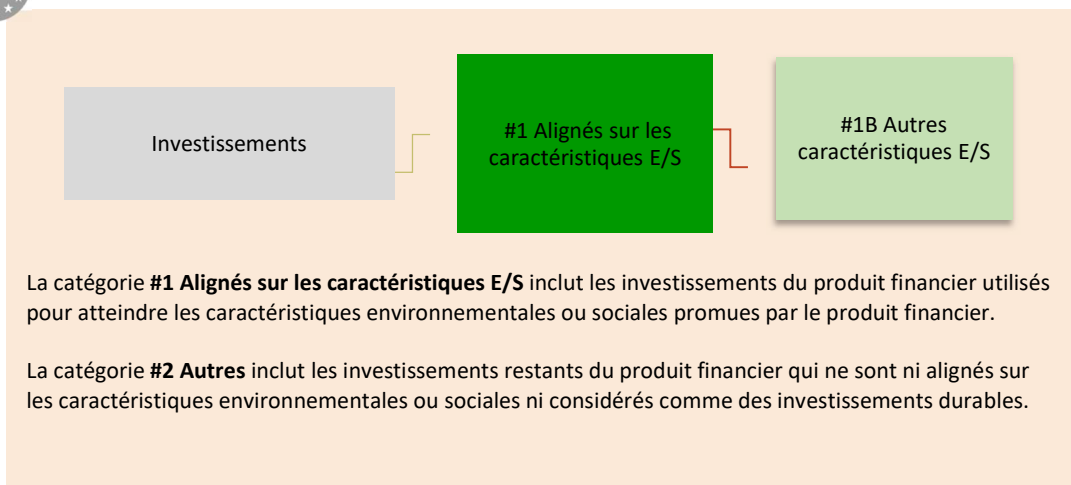 Investissements
#1 Alignés sur les
caractéristiques E/S
#1B Autres
caractéristiques E/S
La catégorie #1 Alignés sur les caractéristiques E/S inclut les investissements du produit financier utilisés
pour atteindre les caractéristiques environnementales ou sociales promues par le produit financier.
La catégorie #2 Autres inclut les investissements restants du produit financier qui ne sont ni alignés sur
les caractéristiques environnementales ou sociales ni considérés comme des investissements durables.